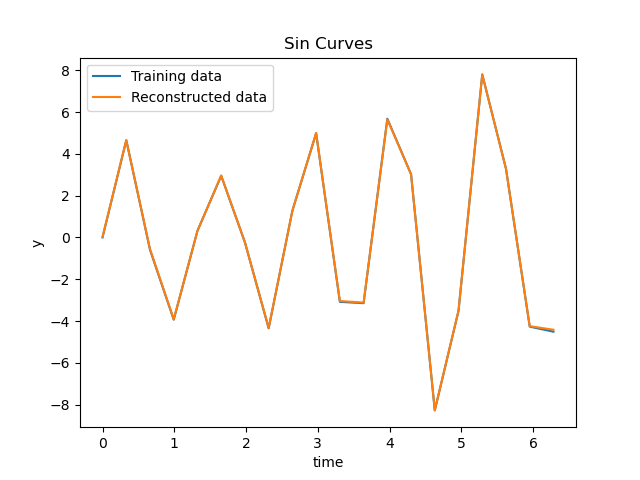 Sin Curves
Training data
Reconstructed data
8
6
4
2
0
−2
−4
−6
−8
y
0 1 2 3 4 5 6
time